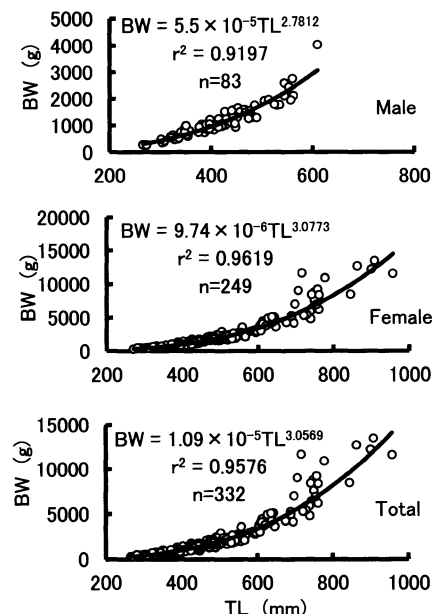 BW = 5.5 × 10⁻⁵TL²·⁷⁸¹²
r² = 0.9197
n=83
5000
4000
3000
2000
1000
0
BW (g)
Male
200 400 600 800
BW = 9.74 × 10⁻⁶TL³·⁰⁷⁷³
r² = 0.9619
n=249
20000
15000
10000
5000
0
BW (g)
Female
200 400 600 800 1000
BW = 1.09 × 10⁻⁵TL³·⁰⁵⁶⁹
r² = 0.9576
n=332
15000
10000
5000
0
BW (g)
Total
200 400 600 800 1000
TL (mm)